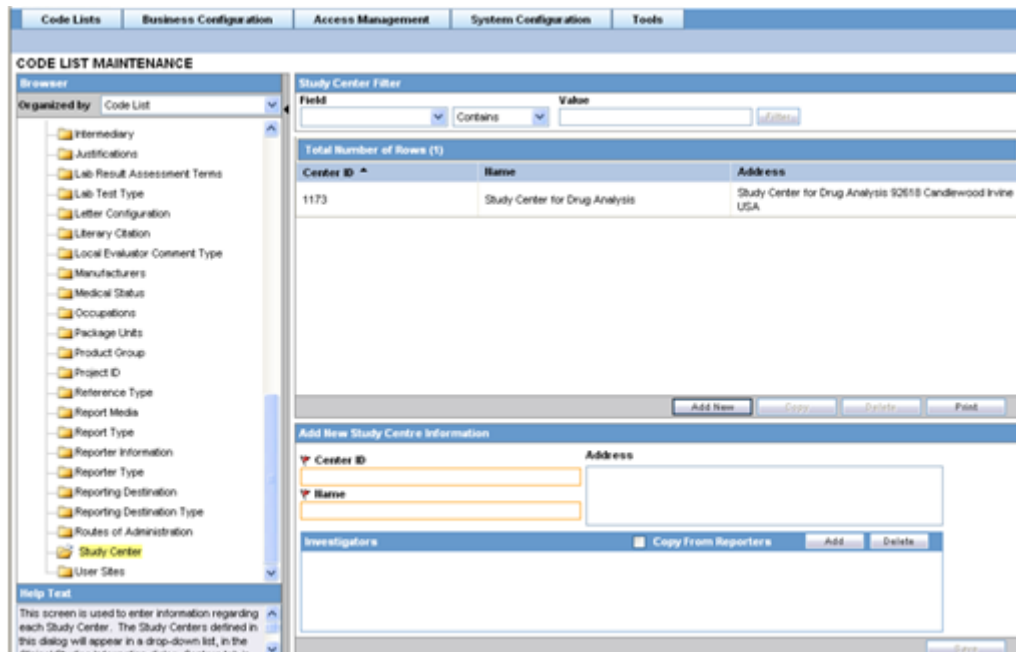 Code Lists Business Configuration Access Management System Configuration Tools
CODE LIST MAINTENANCE
Browser
Organized by Code List
Intermediary
Justifications
Lab Result Assessment Terms
Lab Test Type
Letter Configuration
Literary Citation
Local Evaluator Comment Type
Manufacturers
Medical Status
Occupations
Package Units
Product Group
Project ID
Reference Type
Report Media
Report Type
Reporter Information
Reporter Type
Reporting Destination
Reporting Destination Type
Routes of Administration
Study Center
User Sites
Help Text
This screen is used to enter information regarding
each Study Center. The Study Centers defined in
this dialog will appear in a drop-down list, in the
Study Center Filter
Field Value
Contains Filter
Total Number of Rows (1)
Center ID Name Address
1173 Study Center for Drug Analysis Study Center for Drug Analysis 92618 Candlewood Irvine
USA
Add New Copy Delete Print
Add New Study Centre Information
Center ID Address
Name
Investigators Copy From Reporters Add Delete
Save